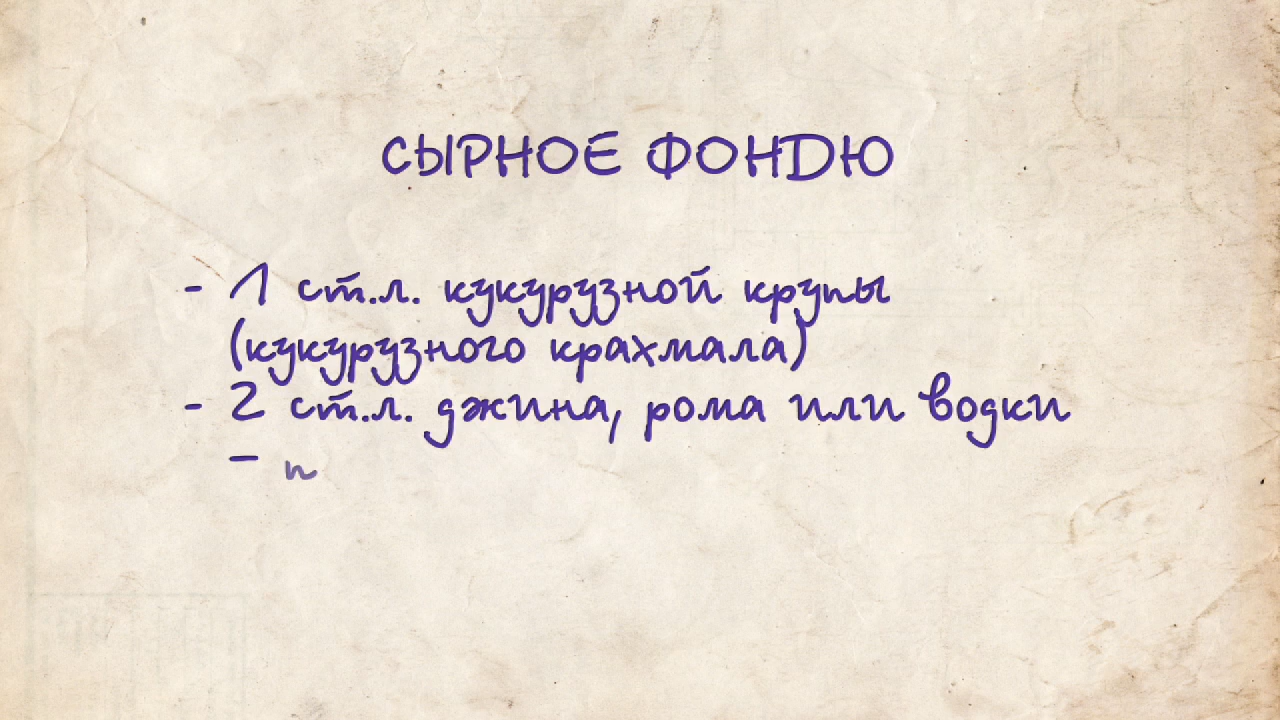 СЫРНОЕ ФОНДЮ
- 1 ст.л. кукурузной крупы
(кукурузного крахмала)
- 2 ст.л. джина, рома или водки
– п